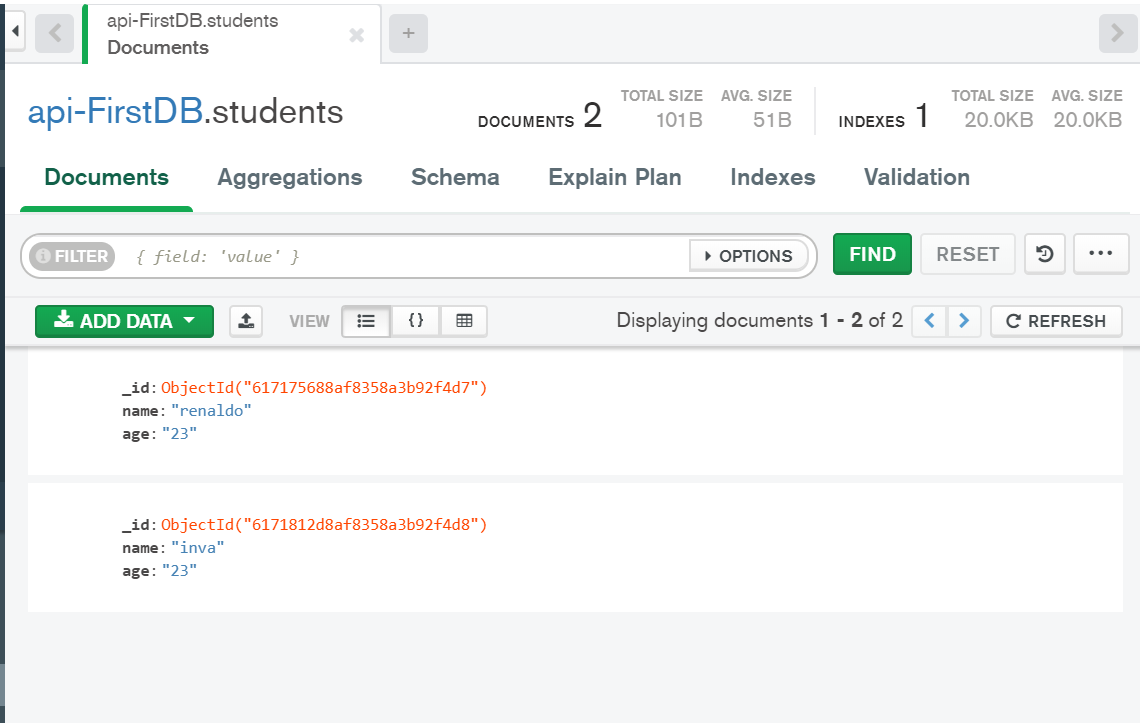 api-FirstDB.students
Documents
api-FirstDB.students
DOCUMENTS 2
TOTAL SIZE AVG. SIZE
101B 51B
INDEXES 1
TOTAL SIZE AVG. SIZE
20.0KB 20.0KB
Documents Aggregations Schema Explain Plan Indexes Validation
FILTER { field: 'value' } OPTIONS FIND RESET
ADD DATA VIEW {} Displaying documents 1 - 2 of 2 REFRESH
_id: ObjectId("617175688af8358a3b92f4d7")
name: "renaldo"
age: "23"
_id: ObjectId("6171812d8af8358a3b92f4d8")
name: "inva"
age: "23"